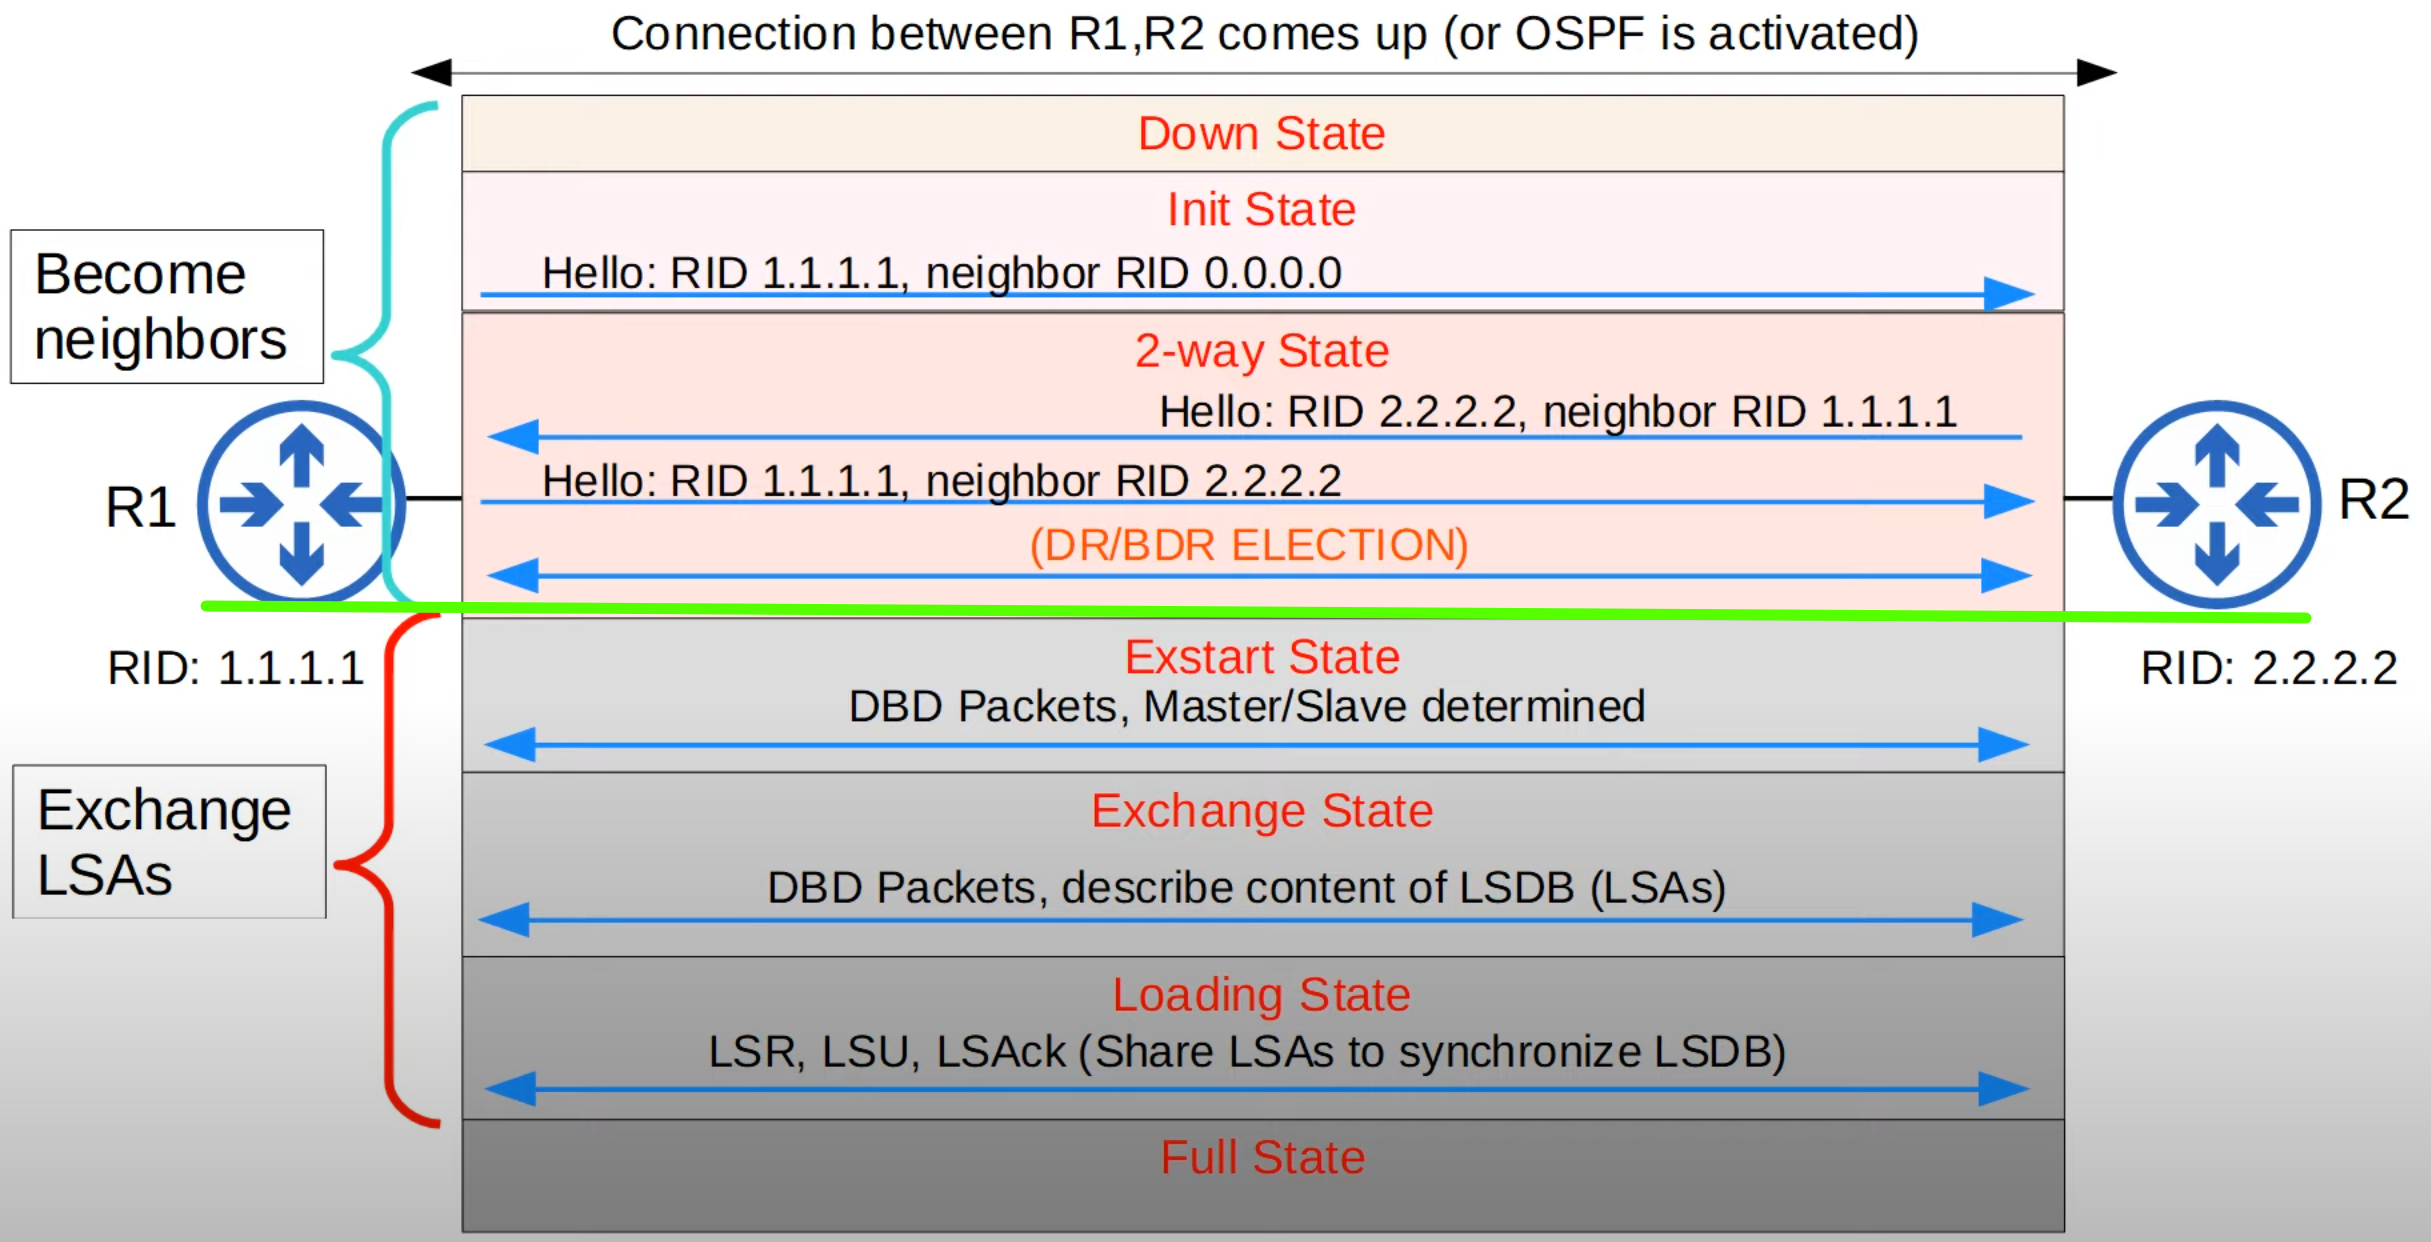 Connection between R1,R2 comes up (or OSPF is activated)
Down State
Init State
Hello: RID 1.1.1.1, neighbor RID 0.0.0.0
Become
neighbors
2-way State
Hello: RID 2.2.2.2, neighbor RID 1.1.1.1
Hello: RID 1.1.1.1, neighbor RID 2.2.2.2
(DR/BDR ELECTION)
R1
R2
RID: 1.1.1.1
RID: 2.2.2.2
Exstart State
DBD Packets, Master/Slave determined
Exchange
LSAs
Exchange State
DBD Packets, describe content of LSDB (LSAs)
Loading State
LSR, LSU, LSAck (Share LSAs to synchronize LSDB)
Full State